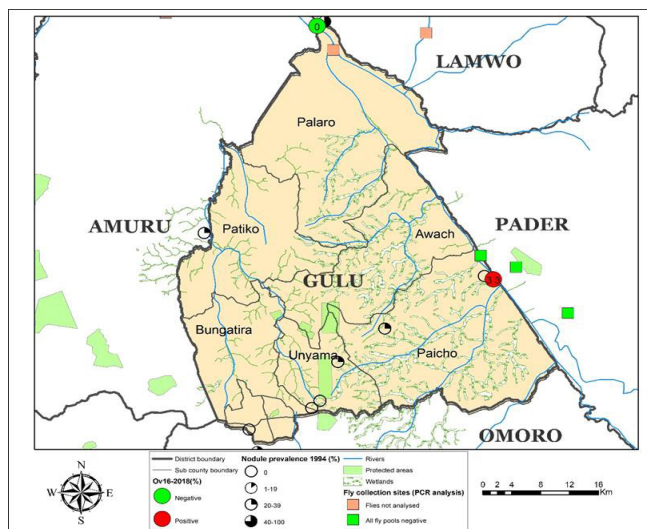 0
LAMWO
Palaro
AMURU
Patiko
Awach
PADER
GULU
Bungatira
Unyama
Paicho
OMORO
N
W E
S
District boundary
Sub county boundary
Ov16-2018(%)
Negative
Positive
Nodule prevalence 1994 (%)
0
1-19
20-39
40-100
Rivers
Protected areas
Wetlands
Fly collection sites (PCR analysis)
Flies not analysed
All fly pools negative
0 2 4 8 12 16
Km